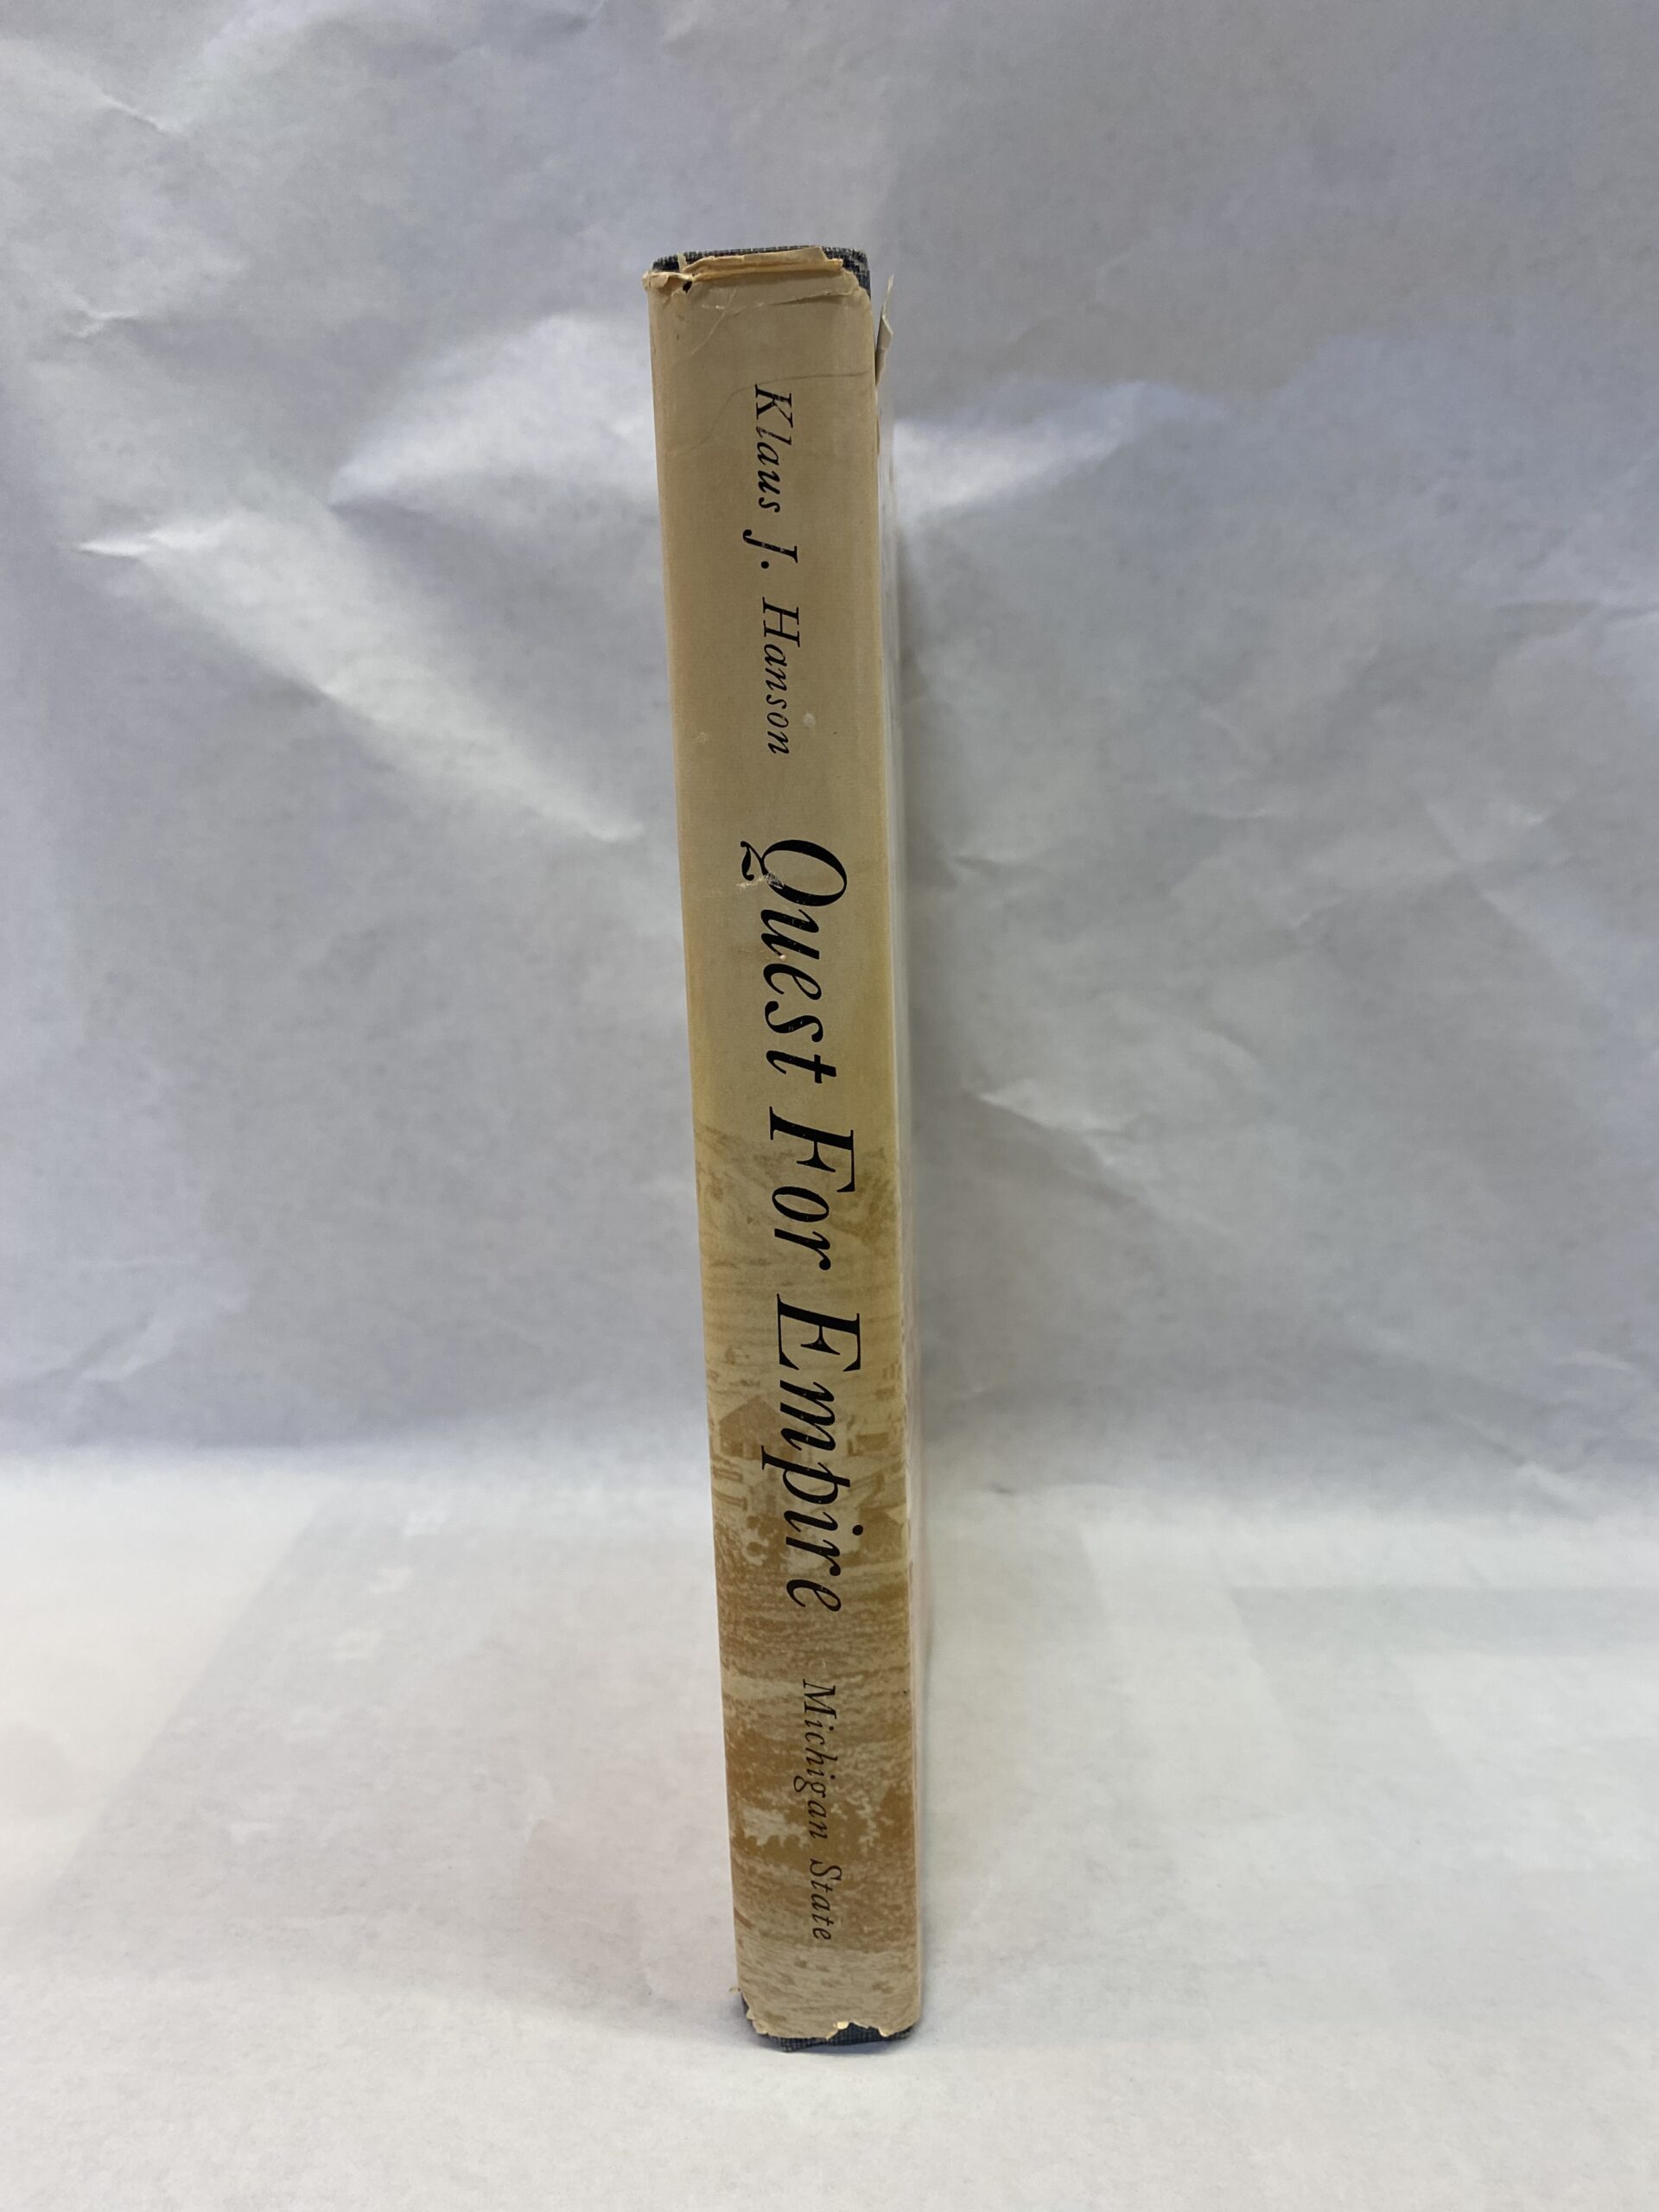 Klaus J. Hanson Quest For Empire Michigan State